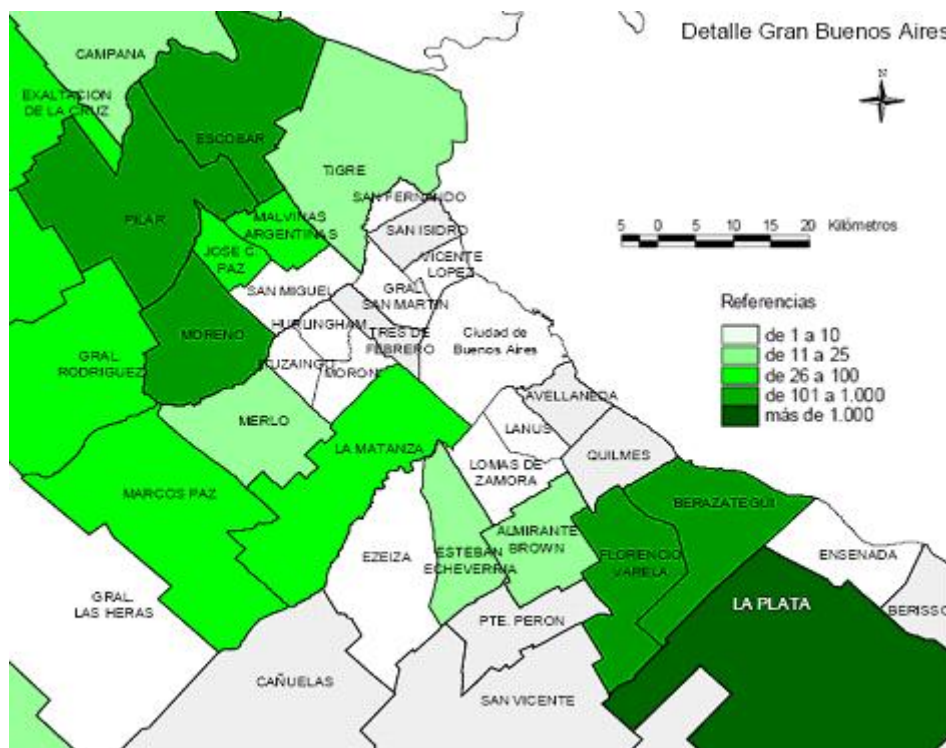 Detalle Gran Buenos Aires
N
CAMPANA
EXALTACION
DE LA CRUZ
ESCOBAR
TIGRE
SAN FERNANDO
PILAR
MALVINAS
ARGENTINAS
SAN ISIDRO
JOSE C.
PAZ
VICENTE
LOPEZ
5 0 5 10 15 20 Kilómetros
SAN MIGUEL
GRAL.
SAN MARTIN
Referencias
de 1 a 10
de 11 a 25
de 26 a 100
de 101 a 1.000
más de 1.000
MORENO
HURLINGHAM
TRES DE
FEBRERO
Ciudad de
Buenos Aires
GRAL.
RODRIGUEZ
ITUZAINGO
MORON
MERLO
AVELLANEDA
LANUS
LA MATANZA
QUILMES
LOMAS DE
ZAMORA
MARCOS PAZ
BERAZATEGUI
EZEIZA
ESTEBAN
ECHEVERRIA
ALMIRANTE
BROWN
FLORENCIO
VARELA
ENSENADA
GRAL.
LAS HERAS
LA PLATA
BERISSO
PTE. PERON
CAÑUELAS
SAN VICENTE